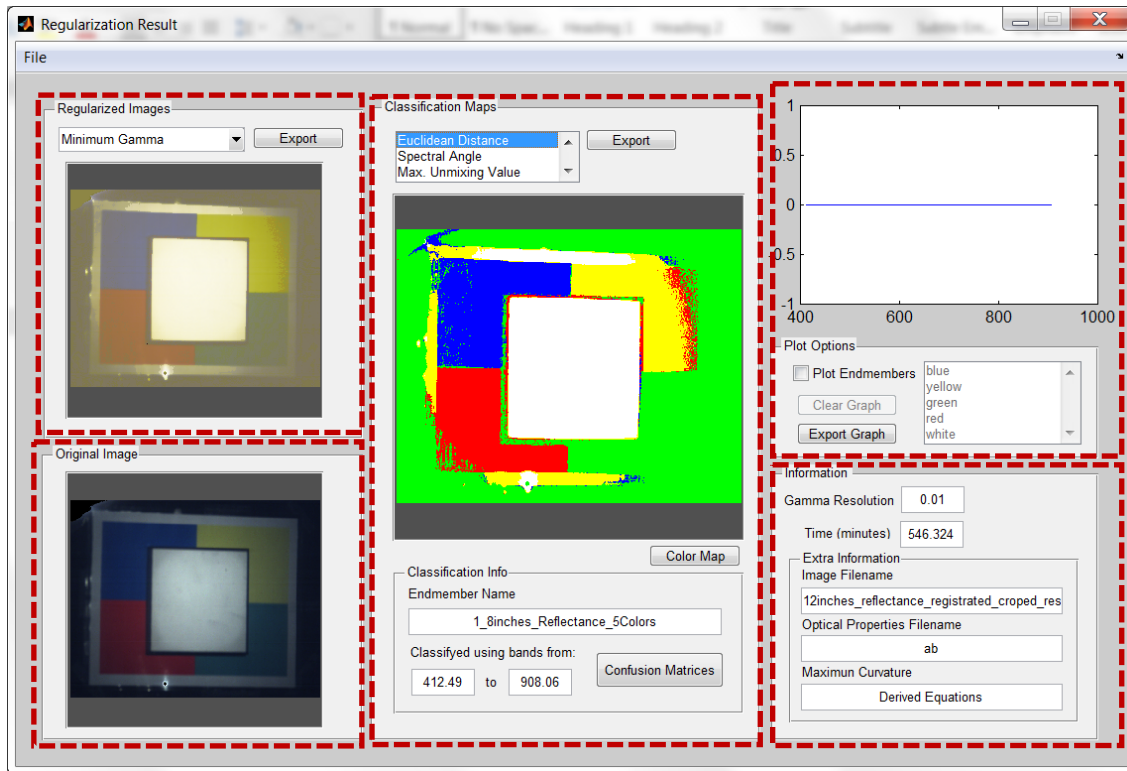 Regularization Result
File
Regularized Images
Minimum Gamma
Export
Original Image
Classification Maps
Euclidean Distance
Spectral Angle
Max. Unmixing Value
Export
Color Map
Classification Info
Endmember Name
1_8inches_Reflectance_5Colors
Classifyed using bands from:
412.49 to 908.06
Confusion Matrices
1
0.5
0
-0.5
-1
400 600 800 1000
Plot Options
Plot Endmembers
Clear Graph
Export Graph
blue
yellow
green
red
white
Information
Gamma Resolution 0.01
Time (minutes) 546.324
Extra Information
Image Filename
12inches_reflectance_registrated_croped_res
Optical Properties Filename
ab
Maximun Curvature
Derived Equations